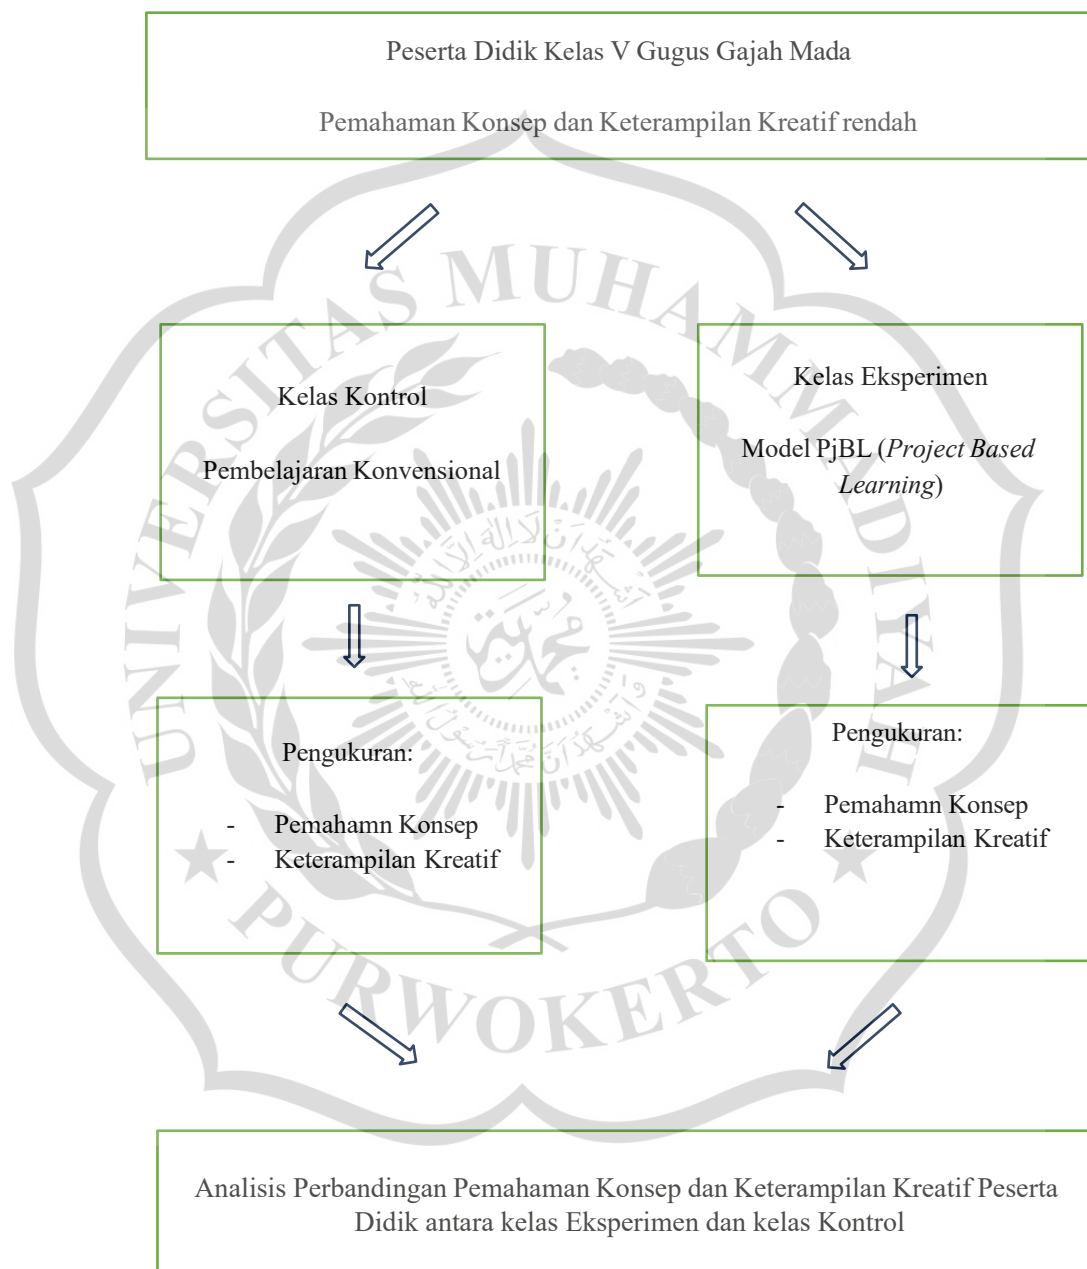 Peserta Didik Kelas V Gugus Gajah Mada
Pemahaman Konsep dan Keterampilan Kreatif rendah
Kelas Kontrol
Pembelajaran Konvensional
Kelas Eksperimen
Model PjBL (Project Based
Learning)
Pengukuran:
- Pemahamn Konsep
- Keterampilan Kreatif
Pengukuran:
- Pemahamn Konsep
- Keterampilan Kreatif
Analisis Perbandingan Pemahaman Konsep dan Keterampilan Kreatif Peserta
Didik antara kelas Eksperimen dan kelas Kontrol
UNIVERSITAS MUHAMMADIYAH
PURWOKERTO